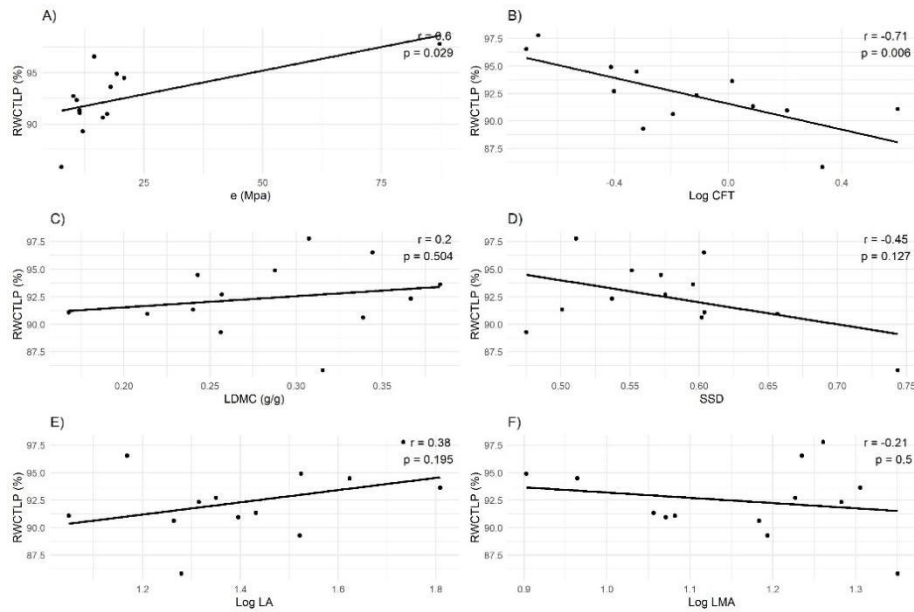 A)
r = 0.6
p = 0.029
RWCTLP (%)
95
90
25
50
75
e (Mpa)
B)
r = -0.71
p = 0.006
RWCTLP (%)
97.5
95.0
92.5
90.0
87.5
-0.4
0.0
0.4
Log CFT
C)
r = 0.2
p = 0.504
RWCTLP (%)
97.5
95.0
92.5
90.0
87.5
0.20
0.25
0.30
0.35
LDMC (g/g)
D)
r = -0.45
p = 0.127
RWCTLP (%)
97.5
95.0
92.5
90.0
87.5
0.50
0.55
0.60
0.65
0.70
0.75
SSD
E)
r = 0.38
p = 0.195
RWCTLP (%)
97.5
95.0
92.5
90.0
87.5
1.2
1.4
1.6
1.8
Log LA
F)
r = -0.21
p = 0.5
RWCTLP (%)
97.5
95.0
92.5
90.0
87.5
0.9
1.0
1.1
1.2
1.3
Log LMA